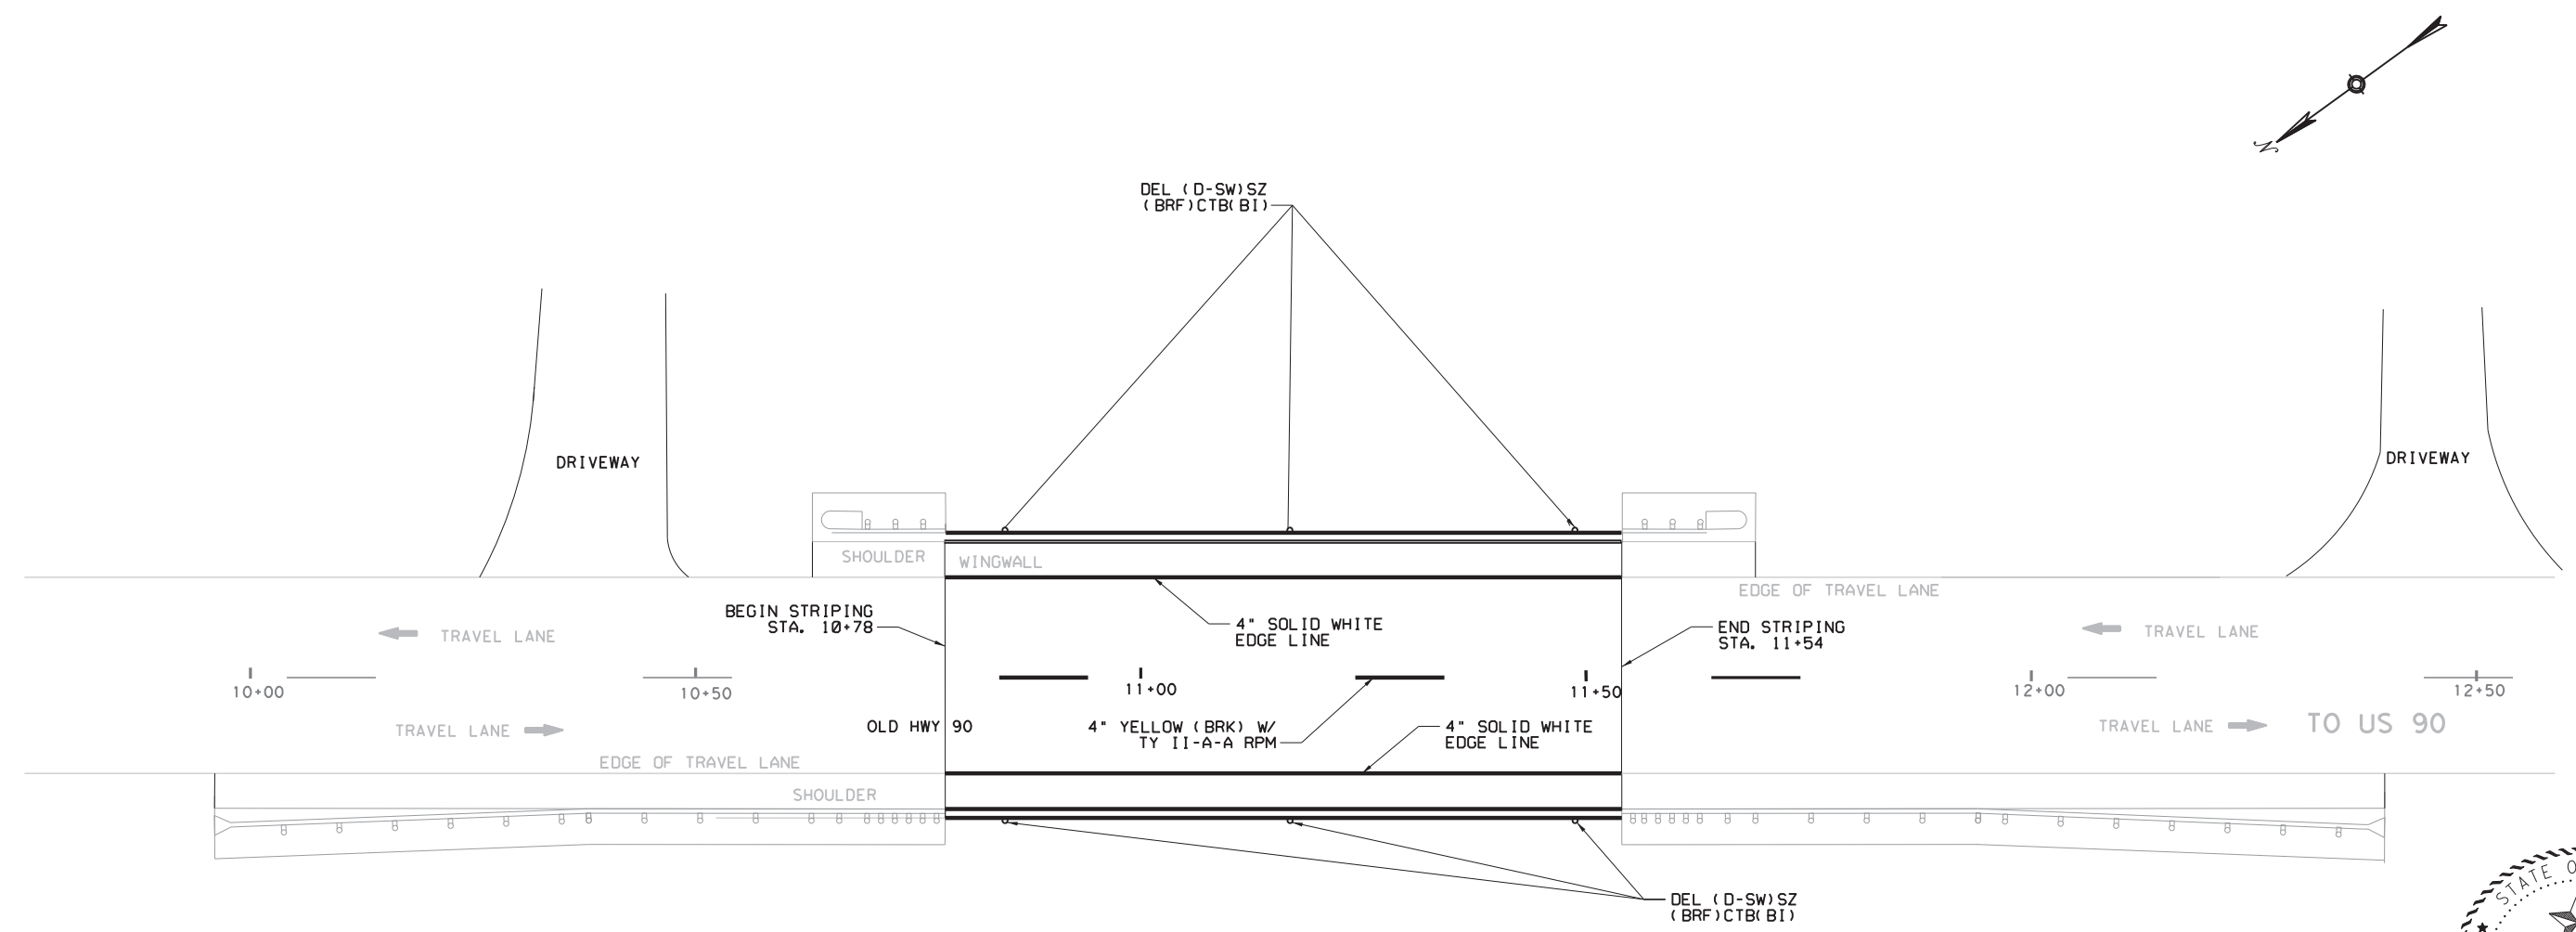 N
DEL (D-SW)SZ
(BRF)CTB(BI)
DRIVEWAY
DRIVEWAY
SHOULDER
WINGWALL
EDGE OF TRAVEL LANE
BEGIN STRIPING
STA. 10+78
4" SOLID WHITE
EDGE LINE
END STRIPING
STA. 11+54
TRAVEL LANE
TRAVEL LANE
10+00
10+50
11+00
11+50
12+00
12+50
TRAVEL LANE
OLD HWY 90
4" YELLOW (BRK) W/
TY II-A-A RPM
4" SOLID WHITE
EDGE LINE
TRAVEL LANE
TO US 90
EDGE OF TRAVEL LANE
SHOULDER
DEL (D-SW)SZ
(BRF)CTB(BI)
STATE O